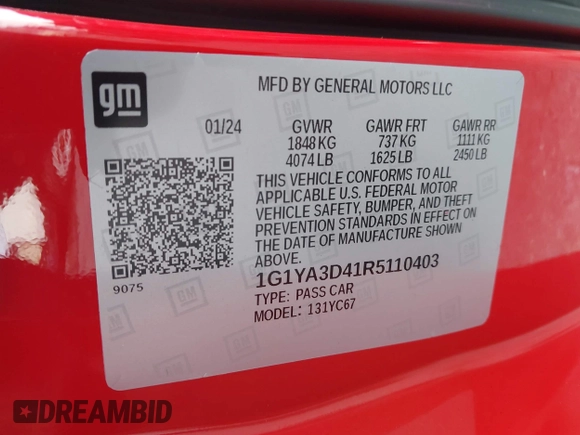 gm
MFD BY GENERAL MOTORS LLC
01/24 GVWR GAWR FRT GAWR RR
1848 KG 737 KG 1111 KG
4074 LB 1625 LB 2450 LB
THIS VEHICLE CONFORMS TO ALL
APPLICABLE U.S. FEDERAL MOTOR
VEHICLE SAFETY, BUMPER, AND THEFT
PREVENTION STANDARDS IN EFFECT ON
THE DATE OF MANUFACTURE SHOWN
ABOVE.
9075
1G1YA3D41R5110403
TYPE: PASS CAR
MODEL: 131YC67
DREAMBID